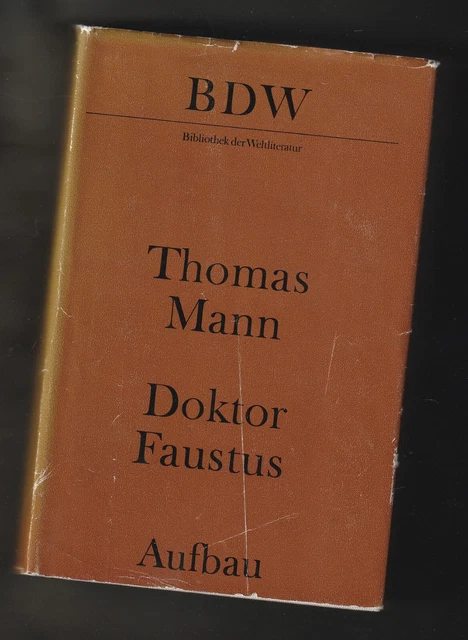 BDW
Bibliothek der Weltliteratur
Thomas
Mann
Doktor
Faustus
Aufbau